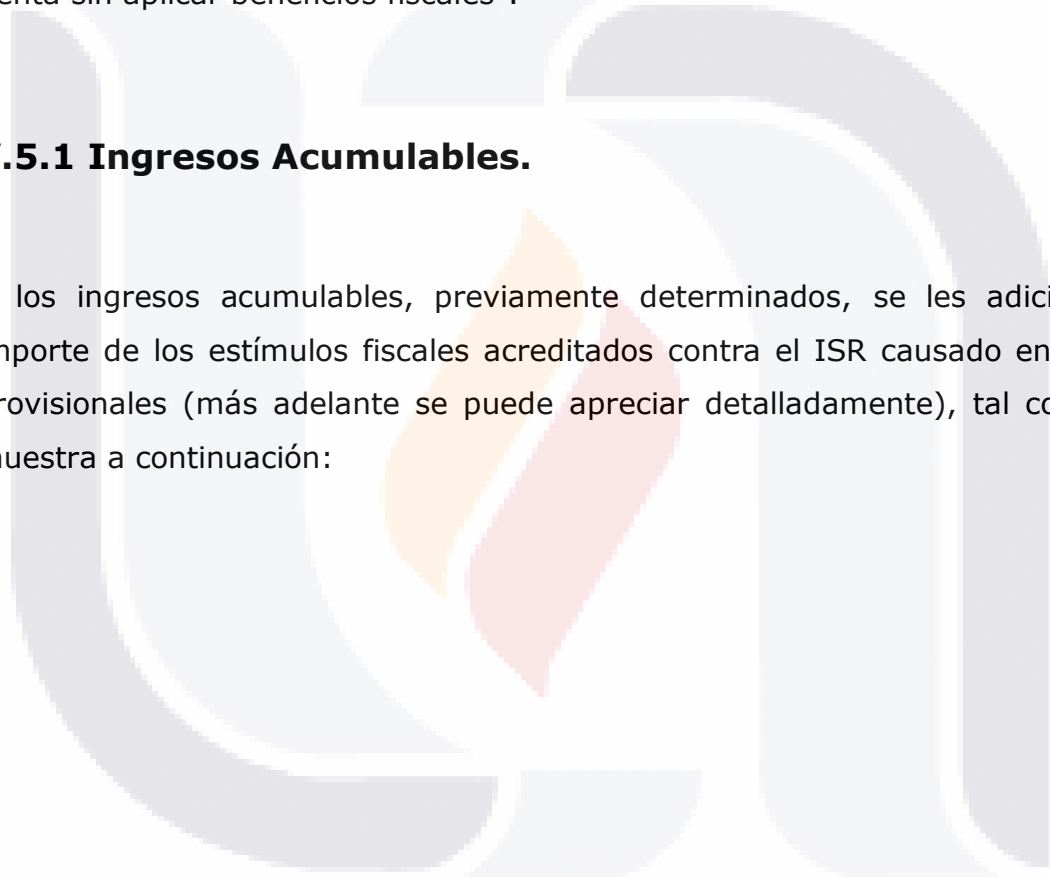 enta sin aplicar beneficios fiscales".
.5.1 Ingresos Acumulables.
los ingresos acumulables, previamente determinados, se les adici
mporte de los estímulos fiscales acreditados contra el ISR causado en
rovisionales (más adelante se puede apreciar detalladamente), tal co
uestra a continuación: